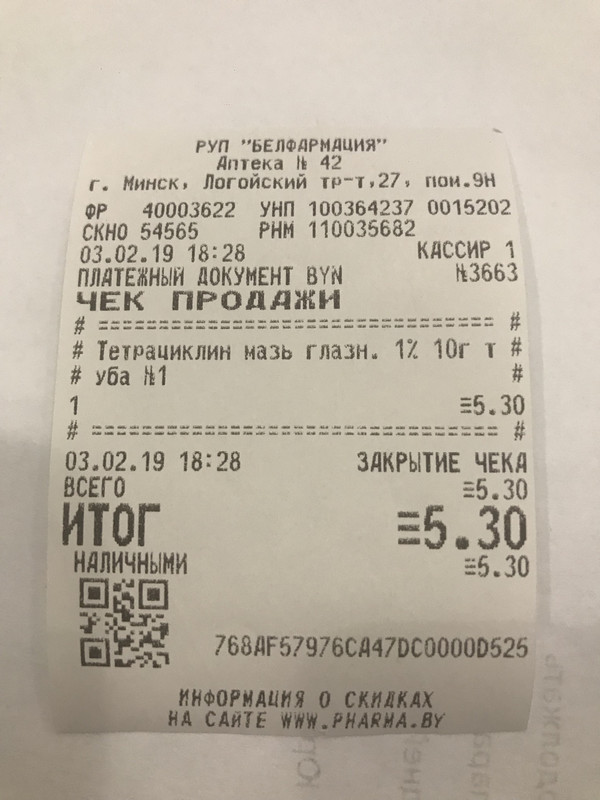 РУП "БЕЛФАРМАЦИЯ"
Аптека № 42
г. Минск, Логойский тр-т,27, пом.9Н
ФР 40003622 УНП 100364237 0015202
СКНО 54565 РНМ 110035682
03.02.19 18:28 КАССИР 1
ПЛАТЕЖНЫЙ ДОКУМЕНТ BYN №3663
ЧЕК ПРОДАЖИ
# ================================ #
# Тетрациклин мазь глазн. 1% 10г т #
# уба №1 #
1 ≡5.30
# ================================ #
03.02.19 18:28 ЗАКРЫТИЕ ЧЕКА
ВСЕГО ≡5.30
ИТОГ ≡5.30
НАЛИЧНЫМИ ≡5.30
768AF57976CA47DC0000D525
ИНФОРМАЦИЯ О СКИДКАХ
НА САЙТЕ WWW.PHARMA.BY